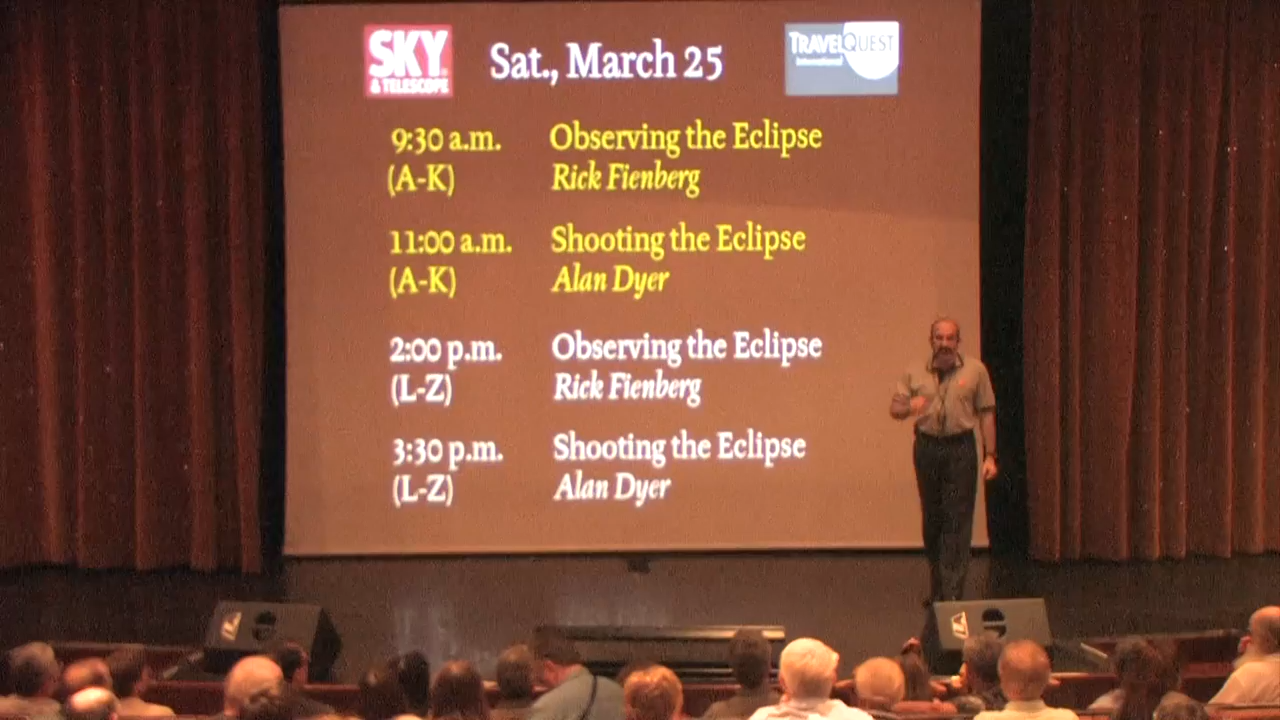 SKY
& TELESCOPE
Sat., March 25
TRAVELQUEST
International
9:30 a.m. Observing the Eclipse
(A-K) Rick Fienberg
11:00 a.m. Shooting the Eclipse
(A-K) Alan Dyer
2:00 p.m. Observing the Eclipse
(L-Z) Rick Fienberg
3:30 p.m. Shooting the Eclipse
(L-Z) Alan Dyer